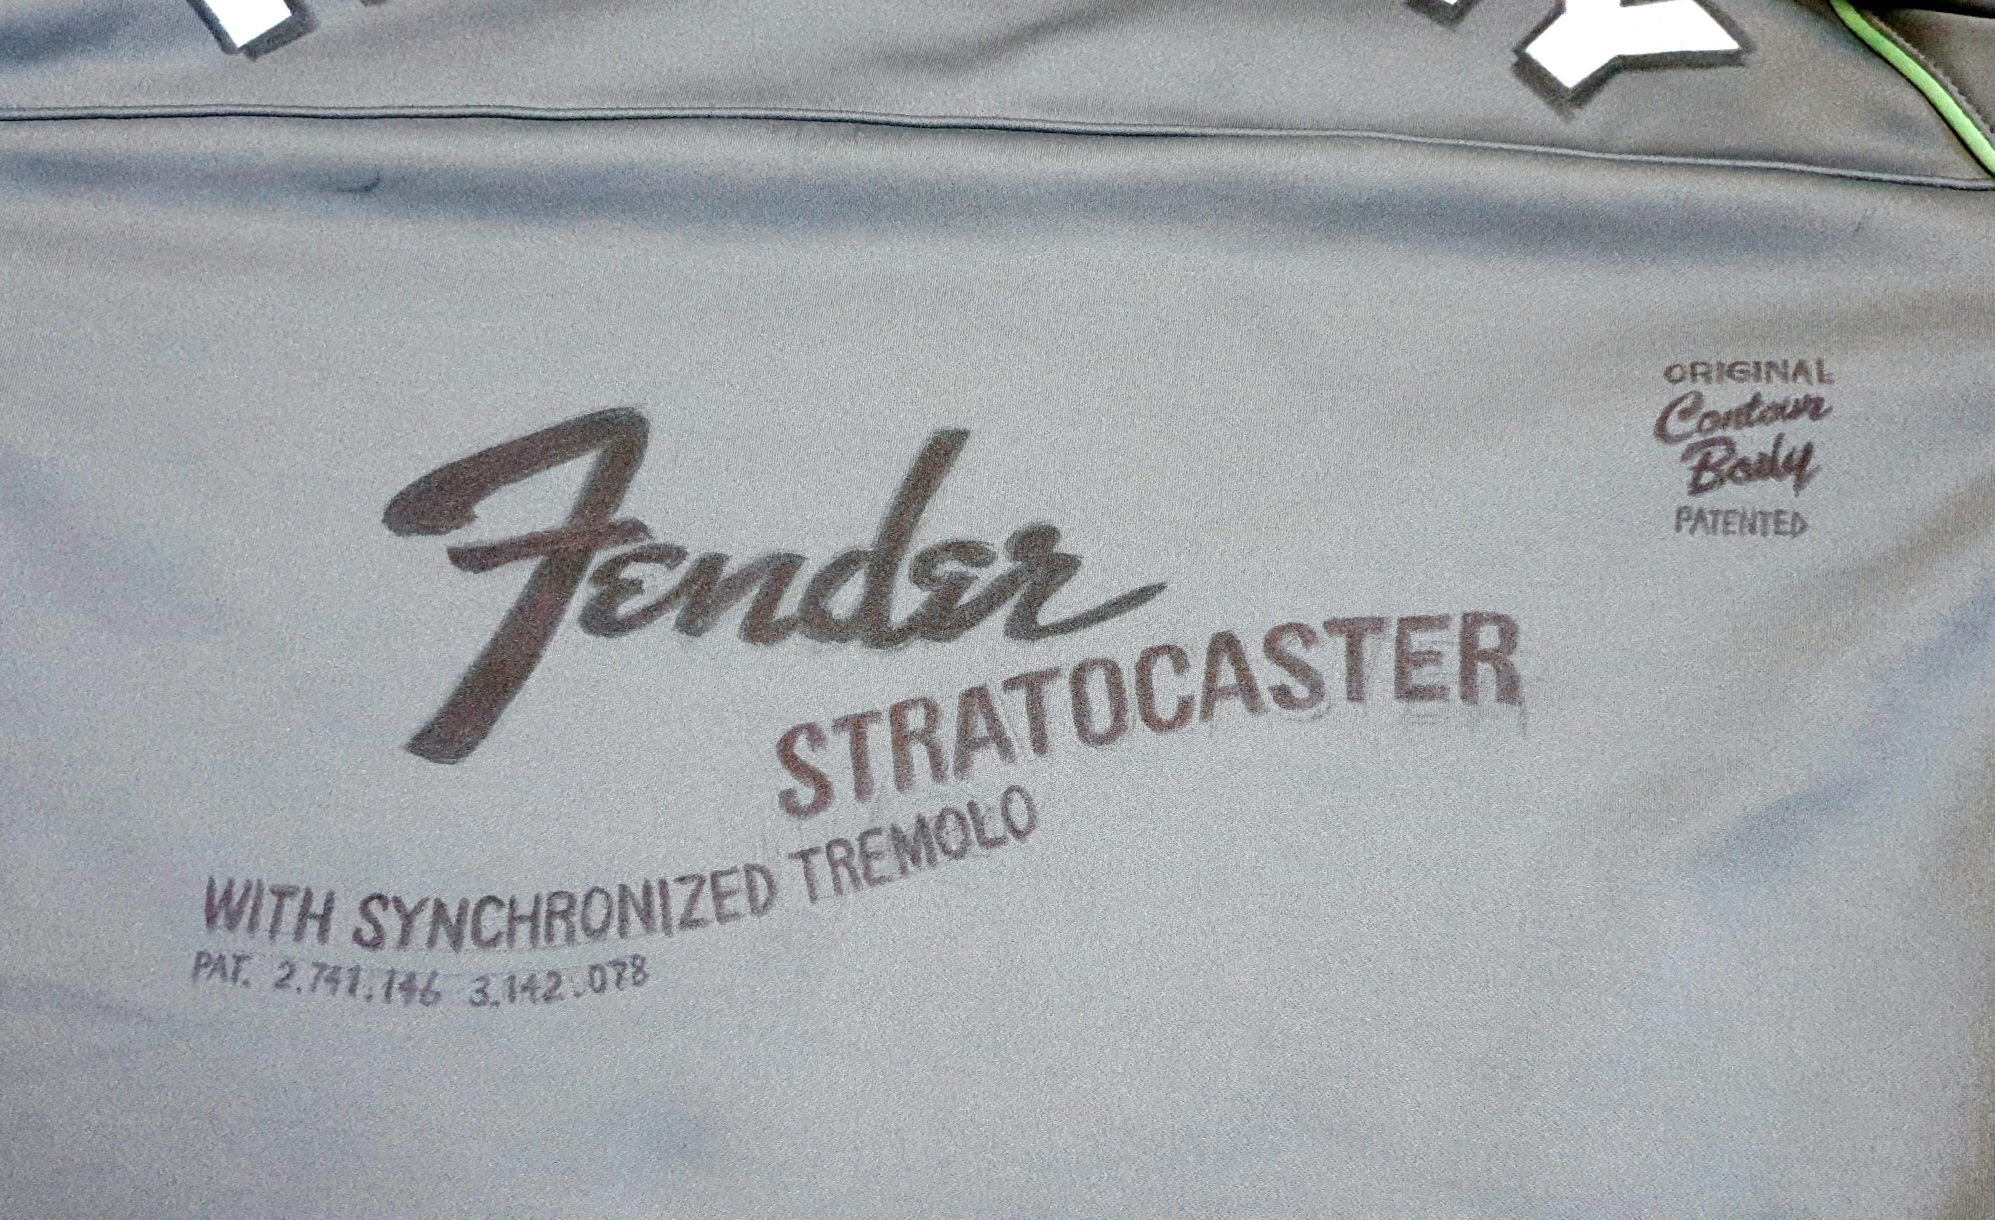 Fender
STRATOCASTER
WITH SYNCHRONIZED TREMOLO
PAT. 2.741.146 3.142.078
ORIGINAL
Contour
Body
PATENTED